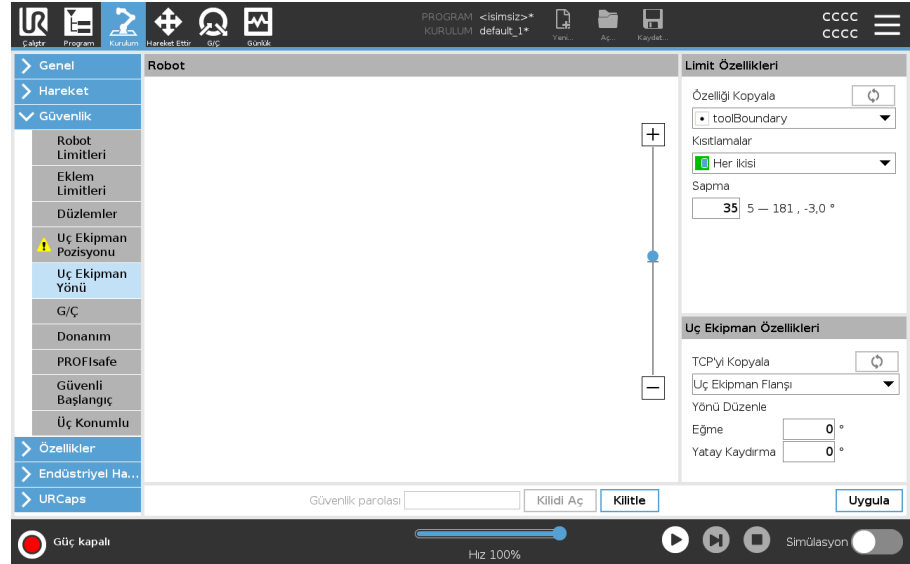 PROGRAM <isimsiz>*
KURULUM default_1*
Çalıştır
Program
Kurulum
Hareket Ettir
G/Ç
Günlük
Yeni...
Aç...
Kaydet...
CCCC
CCCC
Genel
Hareket
Güvenlik
Robot
Limitleri
Eklem
Limitleri
Düzlemler
Uç Ekipman
Pozisyonu
Uç Ekipman
Yönü
G/Ç
Donanım
PROFIsafe
Güvenli
Başlangıç
Üç Konumlu
Özellikler
Endüstriyel Ha...
URCaps
Robot
Limit Özellikleri
Özelliği Kopyala
toolBoundary
Kısıtlamalar
Her ikisi
Sapma
35 5 — 181 , -3,0 °
Uç Ekipman Özellikleri
TCP'yi Kopyala
Uç Ekipman Flanşı
Yönü Düzenle
Eğme 0 °
Yatay Kaydırma 0 °
Güvenlik parolası Kilidi Aç Kilitle Uygula
Güç kapalı
Hız 100%
Simülasyon